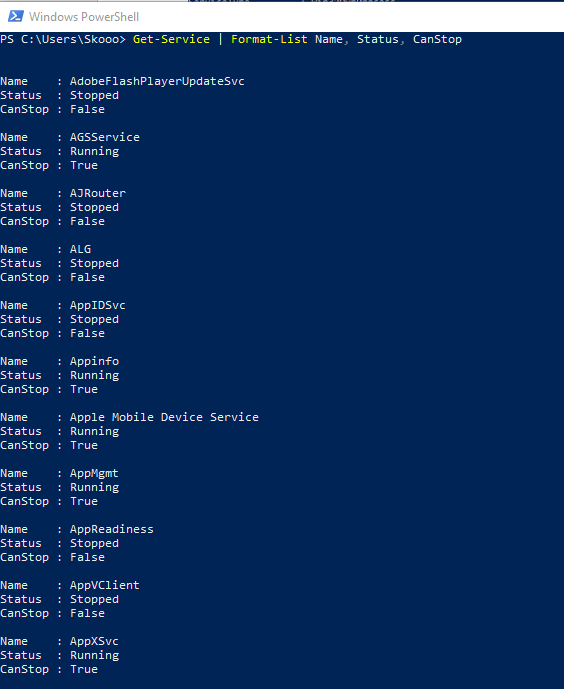 Windows PowerShell
PS C:\Users\Skooo> Get-Service | Format-List Name, Status, CanStop
Name    : AdobeFlashPlayerUpdateSvc
Status  : Stopped
CanStop : False
Name    : AGSService
Status  : Running
CanStop : True
Name    : AJRouter
Status  : Stopped
CanStop : False
Name    : ALG
Status  : Stopped
CanStop : False
Name    : AppIDSvc
Status  : Stopped
CanStop : False
Name    : Appinfo
Status  : Running
CanStop : True
Name    : Apple Mobile Device Service
Status  : Running
CanStop : True
Name    : AppMgmt
Status  : Running
CanStop : True
Name    : AppReadiness
Status  : Stopped
CanStop : False
Name    : AppVClient
Status  : Stopped
CanStop : False
Name    : AppXSvc
Status  : Running
CanStop : True